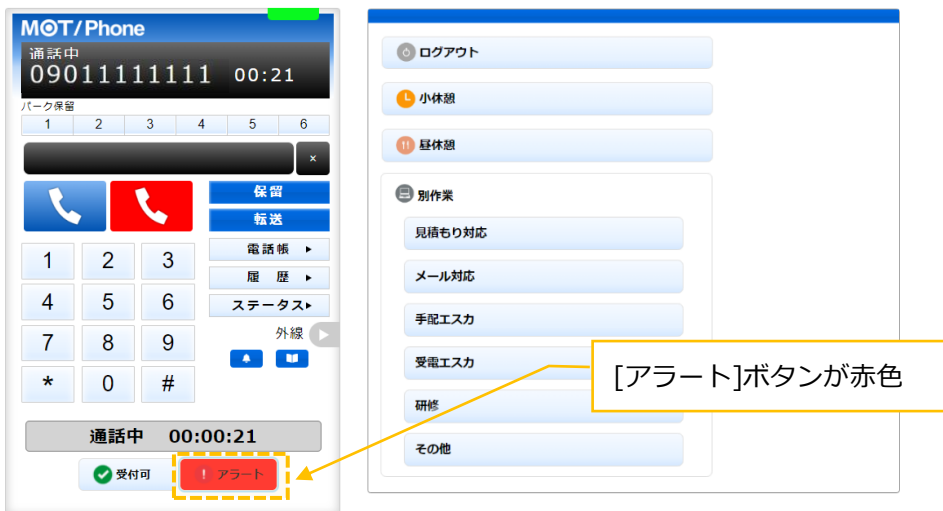 MOT/Phone
通話中
09011111111 00:21
パーク保留
1 2 3 4 5 6
×
保留
転送
電話帳
履 歴
ステータス
外線
1 2 3
4 5 6
7 8 9
* 0 #
通話中 00:00:21
受付可
! アラート
ログアウト
小休憩
昼休憩
別作業
見積もり対応
メール対応
手配エスカ
受電エスカ
研修
その他
[アラート]ボタンが赤色